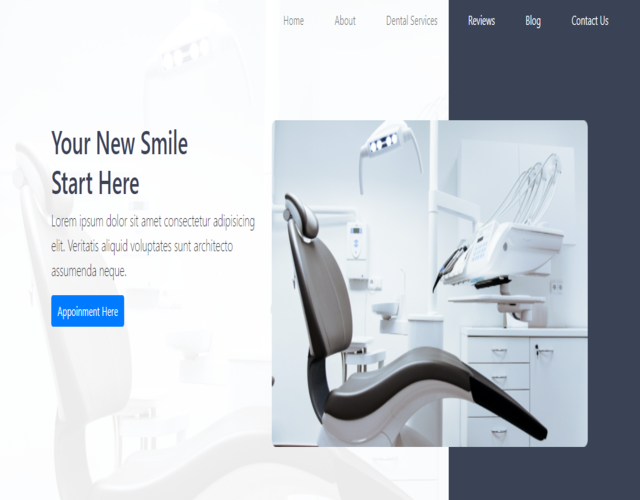 Home About Dental Services Reviews Blog Contact Us
Your New Smile
Start Here
Lorem ipsum dolor sit amet consectetur adipisicing
elit. Veritatis aliquid voluptates sunt architecto
assumenda neque.
Appoinment Here